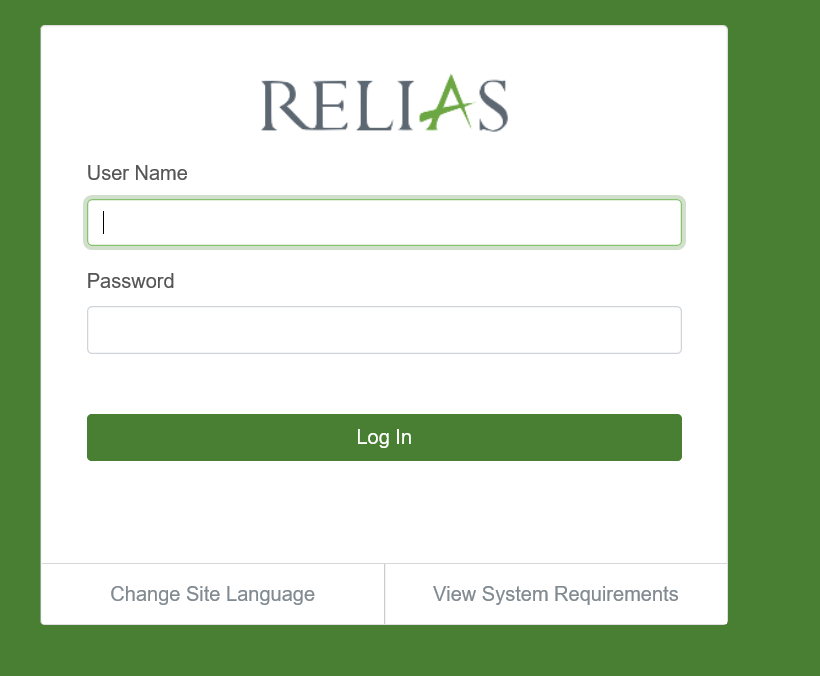 RELIAS
User Name
Password
Log In
Change Site Language
View System Requirements